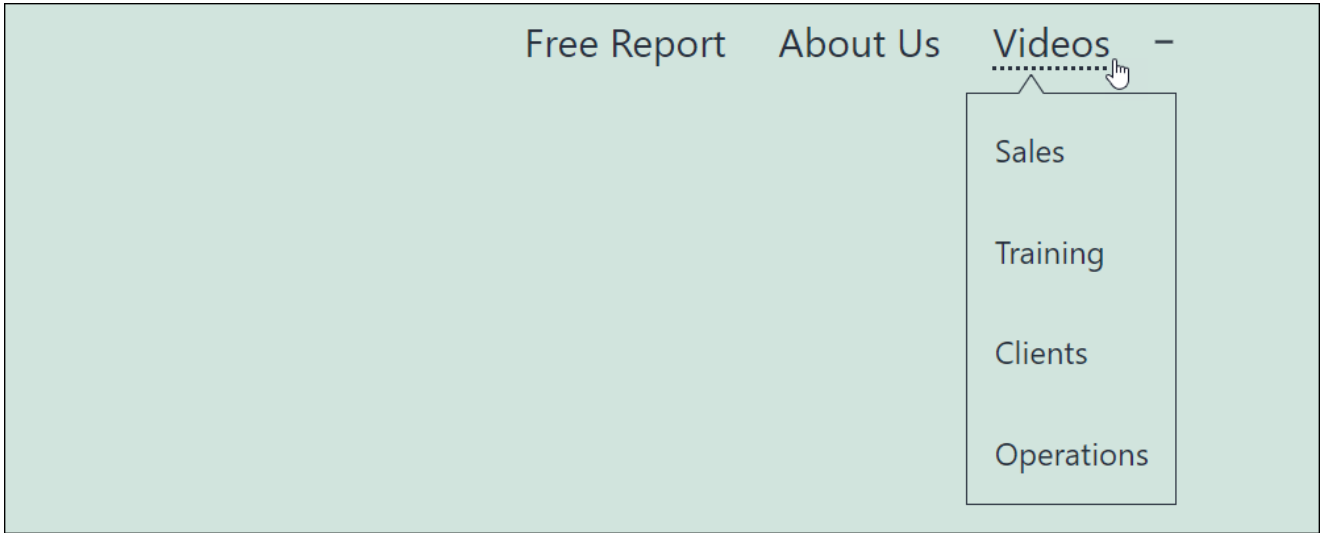 Free Report About Us Videos –
Sales
Training
Clients
Operations